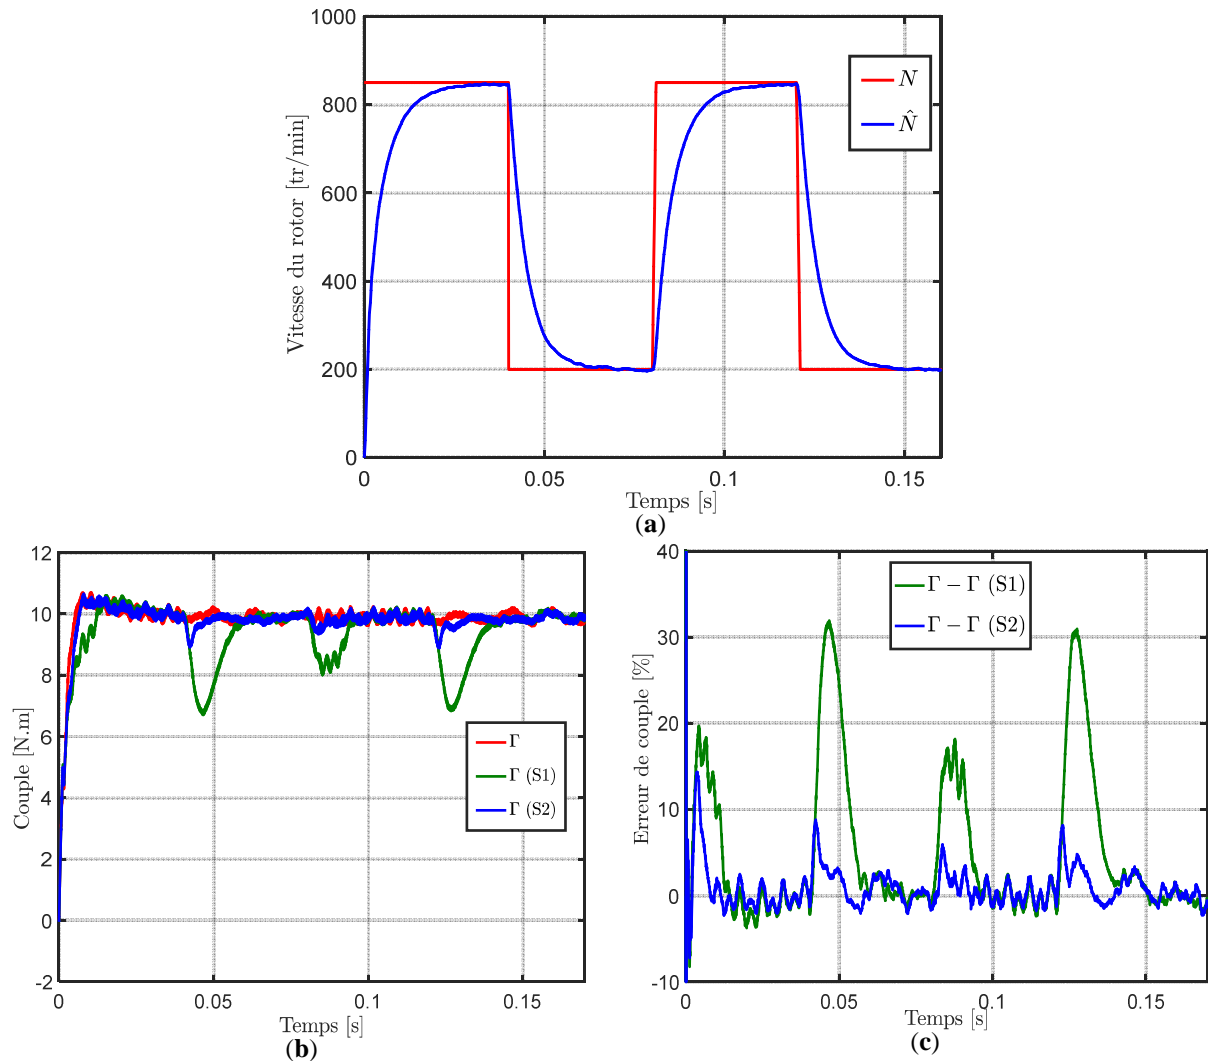 1000
800
600
400
200
0
Vitesse du rotor [tr/min]
N
N̂
0
0.05
0.1
0.15
Temps [s]
(a)
12
10
8
6
4
2
0
-2
Couple [N.m]
Γ
Γ (S1)
Γ (S2)
0
0.05
0.1
0.15
Temps [s]
(b)
40
30
20
10
0
-10
Erreur de couple [%]
Γ − Γ (S1)
Γ − Γ (S2)
0
0.05
0.1
0.15
Temps [s]
(c)